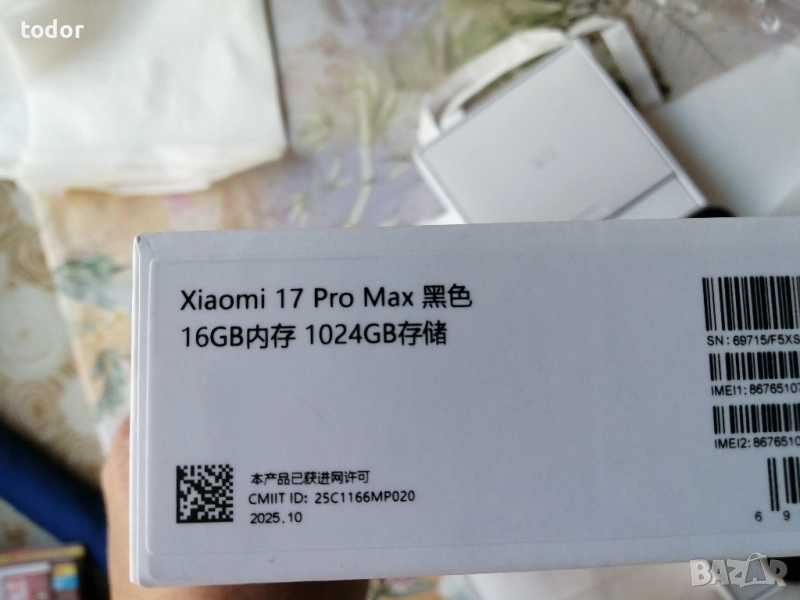 todor
Xiaomi 17 Pro Max 黑色
16GB内存 1024GB存储
SN: 69715/F5XS
IMEI1: 86765107
IMEI2: 8676510
本产品已获进网许可
CMIIT ID: 25C1166MP020
2025.10
6 9
BAZAR